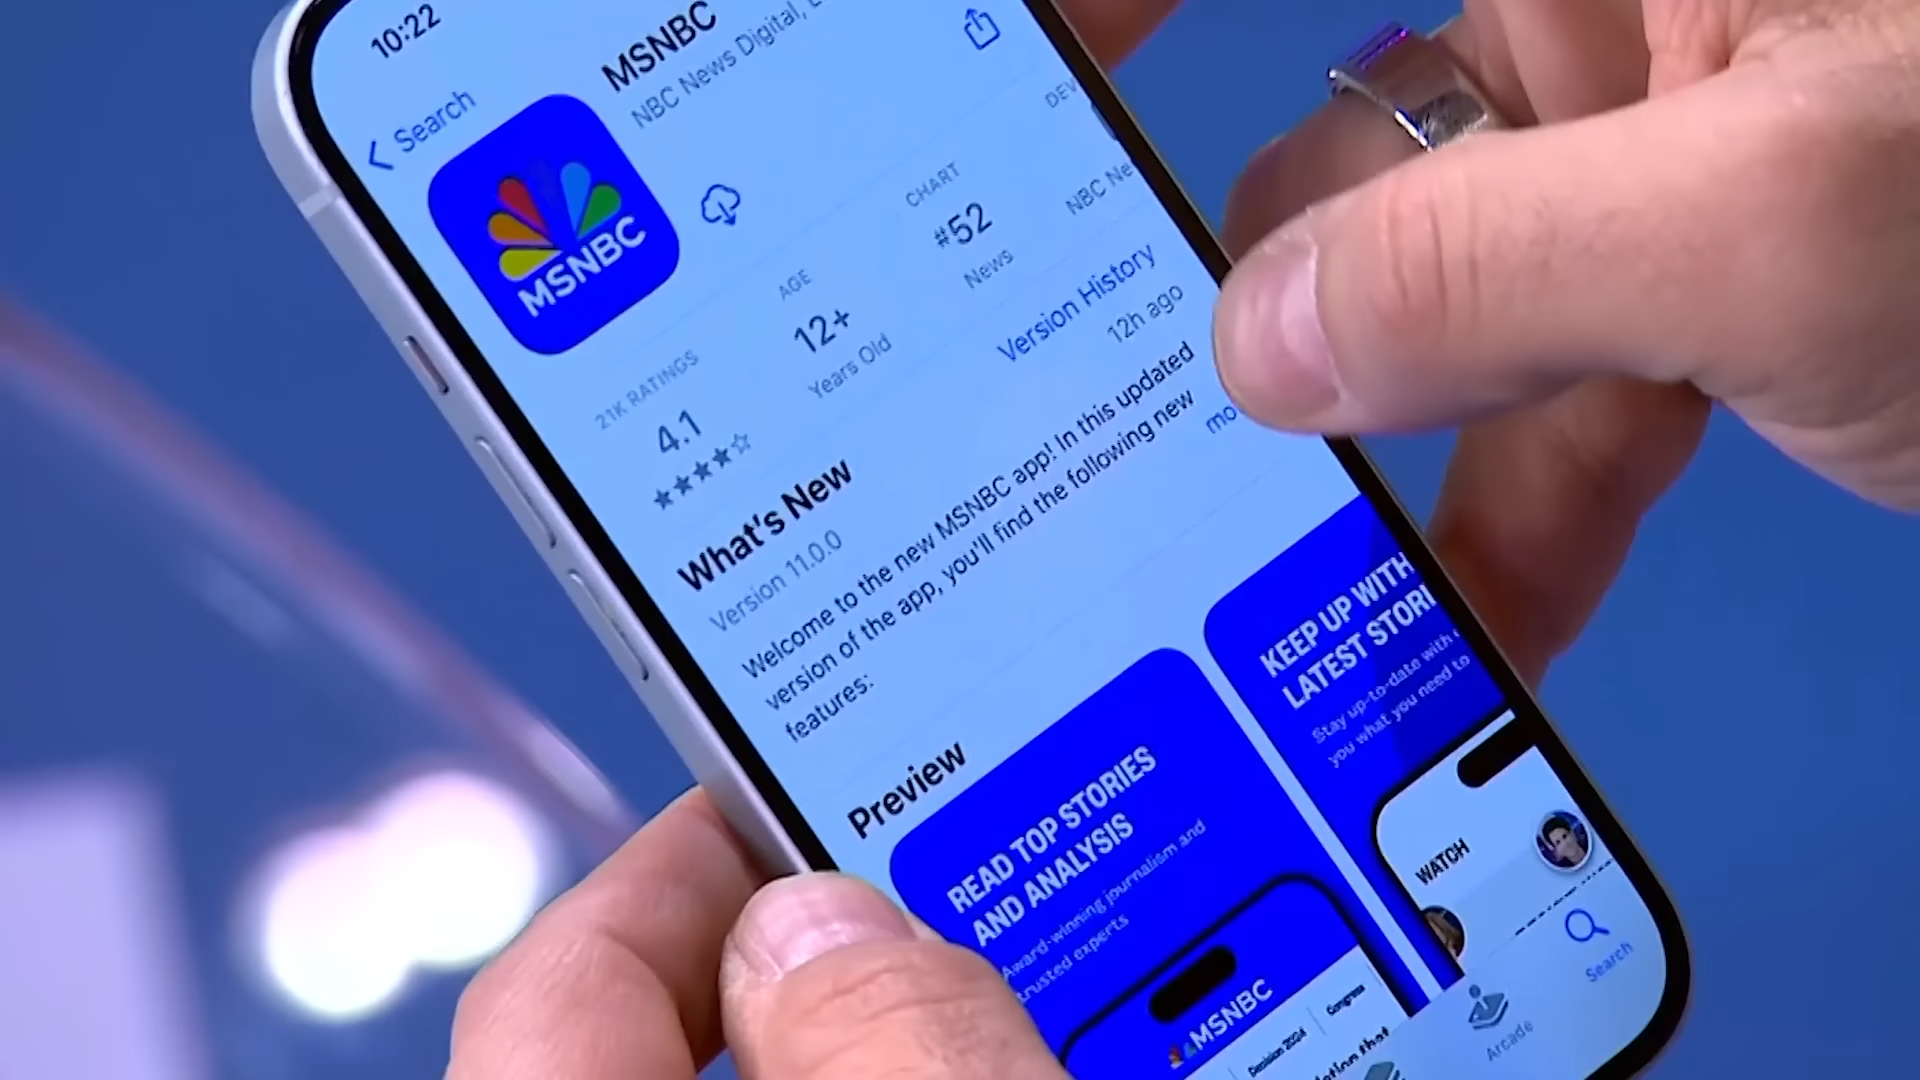 10:22
Search
MSNBC
NBC News Digital,
MSNBC
21K RATINGS
4.1
AGE
12+
Years Old
CHART
#52
News
DEV
NBC Ne
What's New
Version History
Version 11.0.0
12h ago
Welcome to the new MSNBC app! In this updated
version of the app, you'll find the following new
features:
mo
Preview
READ TOP STORIES
AND ANALYSIS
Award-winning journalism and
trusted experts
MSNBC
Decision 2024
Congress
KEEP UP WITH
LATEST STORI
Stay up-to-date with
you what you need to
WATCH
Arcade
Search